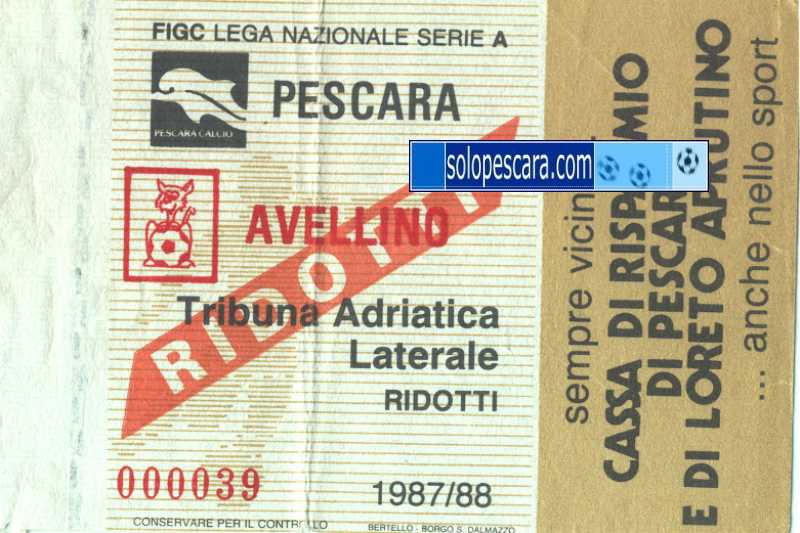 FIGC LEGA NAZIONALE SERIE A
PESCARA CALCIO
PESCARA
solopescara.com
AVELLINO
RIDOTTI
Tribuna Adriatica
Laterale
RIDOTTI
000039
1987/88
CONSERVARE PER IL CONTROLLO
BERTELLO - BORGO S. DALMAZZO
sempre vicin
CASSA DI RISPARMIO
DI PESCARA
E DI LORETO APRUTINO
... anche nello sport